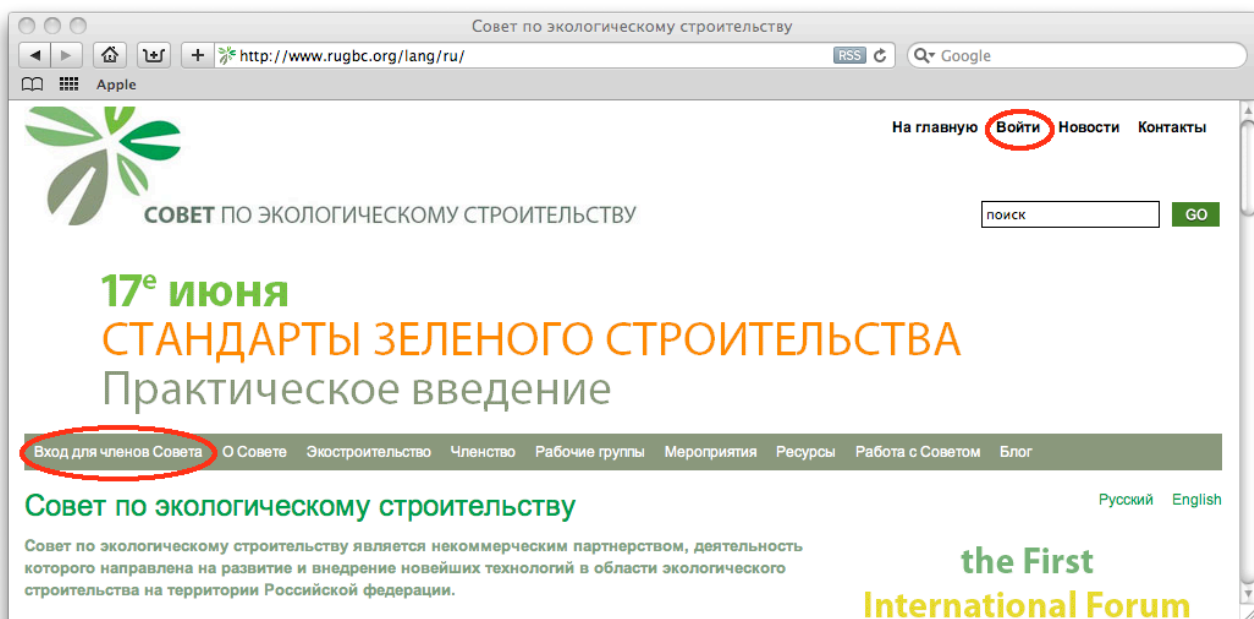 Совет по экологическому строительству
http://www.rugbc.org/lang/ru/
RSS
Google
Apple
На главную Войти Новости Контакты
СОВЕТ ПО ЭКОЛОГИЧЕСКОМУ СТРОИТЕЛЬСТВУ
поиск
GO
17е июня
СТАНДАРТЫ ЗЕЛЕНОГО СТРОИТЕЛЬСТВА
Практическое введение
Вход для членов Совета О Совете Экостроительство Членство Рабочие группы Мероприятия Ресурсы Работа с Советом Блог
Совет по экологическому строительству
Русский English
Совет по экологическому строительству является некоммерческим партнерством, деятельность
которого направлена на развитие и внедрение новейших технологий в области экологического
строительства на территории Российской федерации.
the First
International Forum